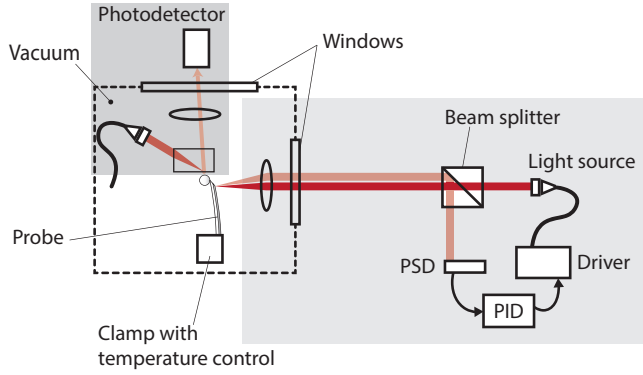 Photodetector
Windows
Vacuum
Beam splitter
Light source
Probe
PSD
Driver
PID
Clamp with
temperature control